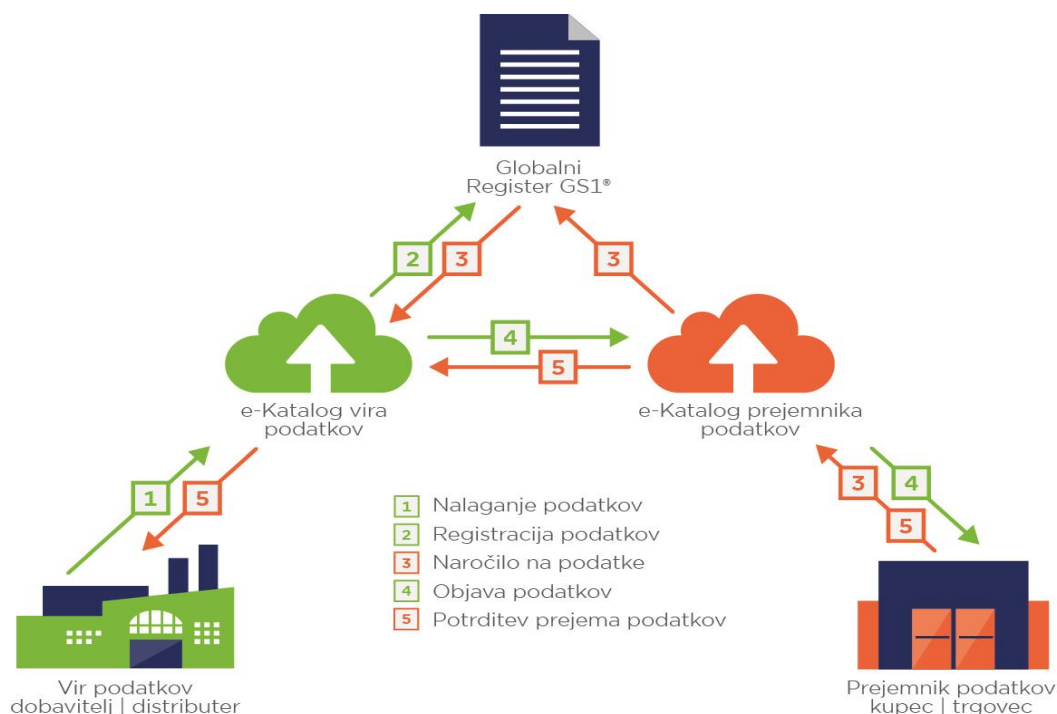 Globalni
Register GS1®
2
3
3
4
5
e-Katalog vira
podatkov
e-Katalog prejemnika
podatkov
1
5
3
4
5
1 Nalaganje podatkov
2 Registracija podatkov
3 Naročilo na podatke
4 Objava podatkov
5 Potrditev prejema podatkov
Vir podatkov
dobavitelj | distributer
Prejemnik podatkov
kupec | trgovec